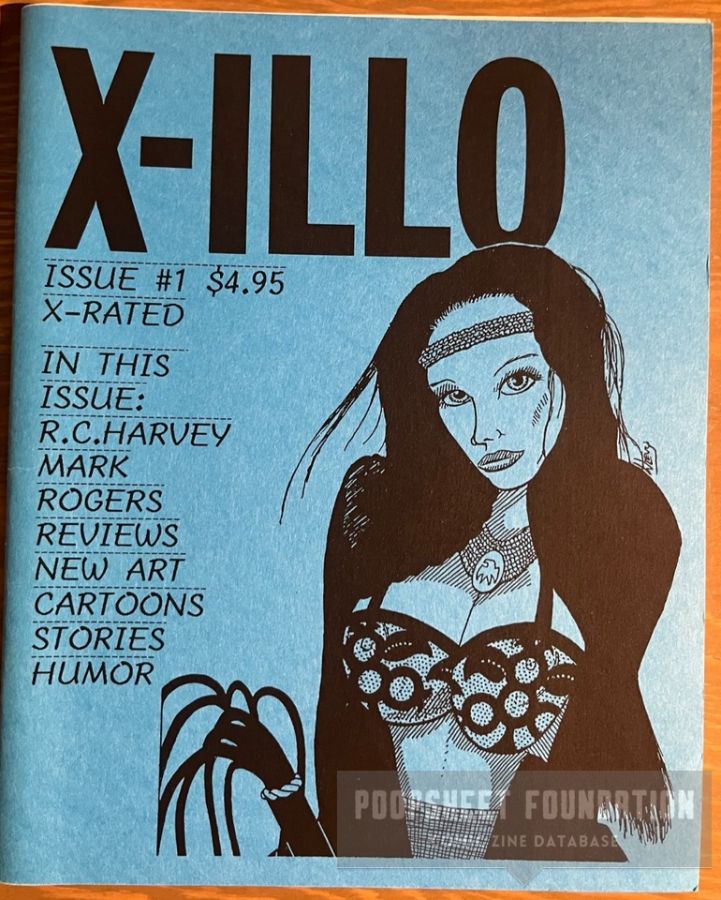 X-ILLO
ISSUE #1 $4.95
X-RATED
IN THIS
ISSUE:
R.C.HARVEY
MARK
ROGERS
REVIEWS
NEW ART
CARTOONS
STORIES
HUMOR
POOPSHEET FOUNDATION
ZINE DATABASE